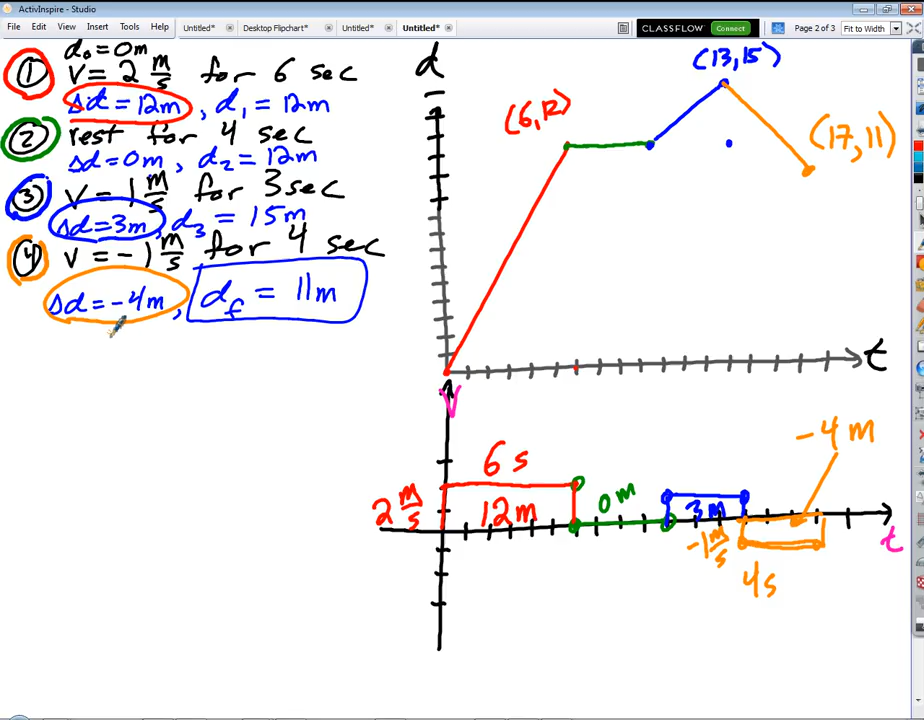 ActivInspire - Studio
File Edit View Insert Tools Help
Untitled* Desktop Flipchart* Untitled* Untitled* Untitled*
CLASSFLOW Connect
Page 2 of 3 Fit to Width
d₀ = 0m
① v = 2 m/s for 6 sec
Δd = 12m, d₁ = 12m
② rest for 4 sec
Δd = 0m, d₂ = 12m
③ v = 1 m/s for 3 sec
Δd = 3m, d₃ = 15m
④ v = -1 m/s for 4 sec
Δd = -4m, d_f = 11m
d
(6,12)
(13,15)
(17,11)
t
V
6 s
2 m/s
12m
0 m
3 m
-4 m
-1 m/s
4s
t